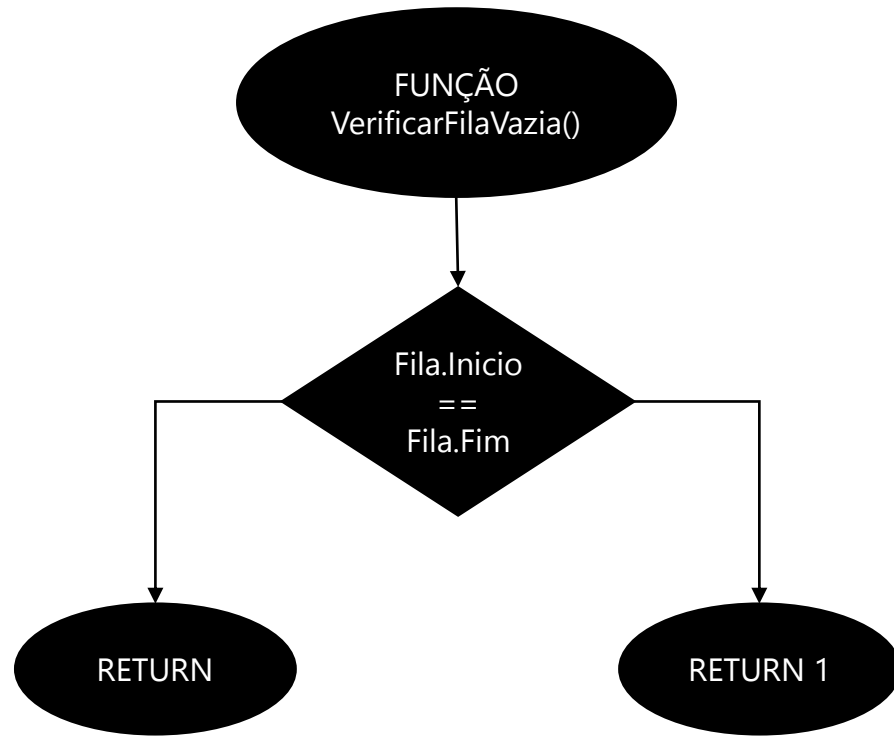 FUNÇÃO
VerificarFilaVazia()
Fila.Inicio
==
Fila.Fim
RETURN
RETURN 1